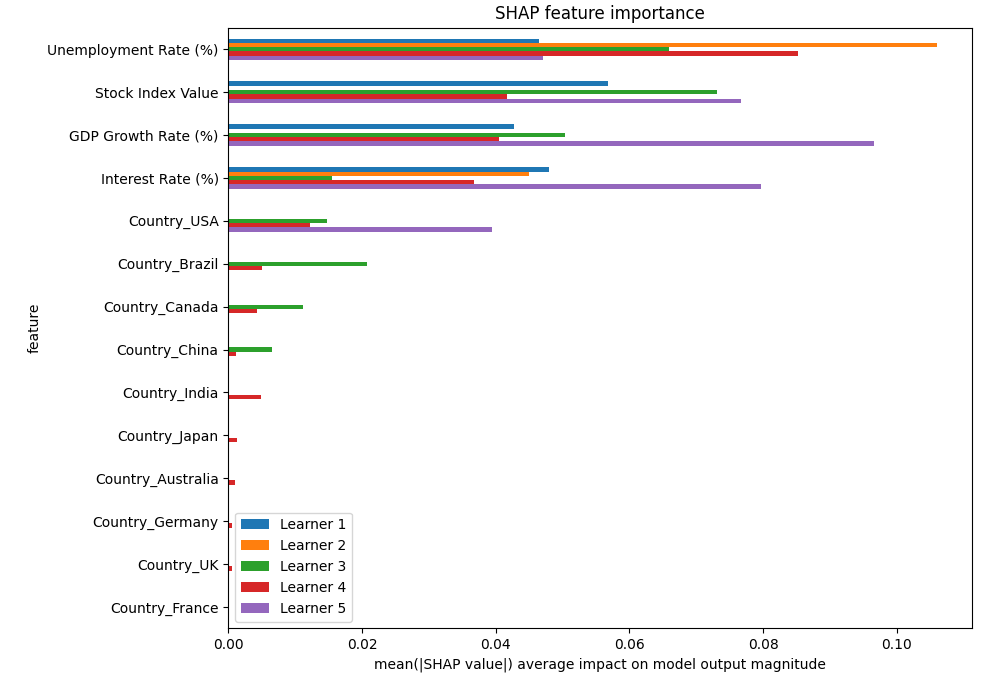 SHAP feature importance
Unemployment Rate (%)
Stock Index Value
GDP Growth Rate (%)
Interest Rate (%)
Country_USA
Country_Brazil
Country_Canada
Country_China
Country_India
Country_Japan
Country_Australia
Country_Germany
Country_UK
Country_France
feature
Learner 1
Learner 2
Learner 3
Learner 4
Learner 5
0.00 0.02 0.04 0.06 0.08 0.10
mean(|SHAP value|) average impact on model output magnitude